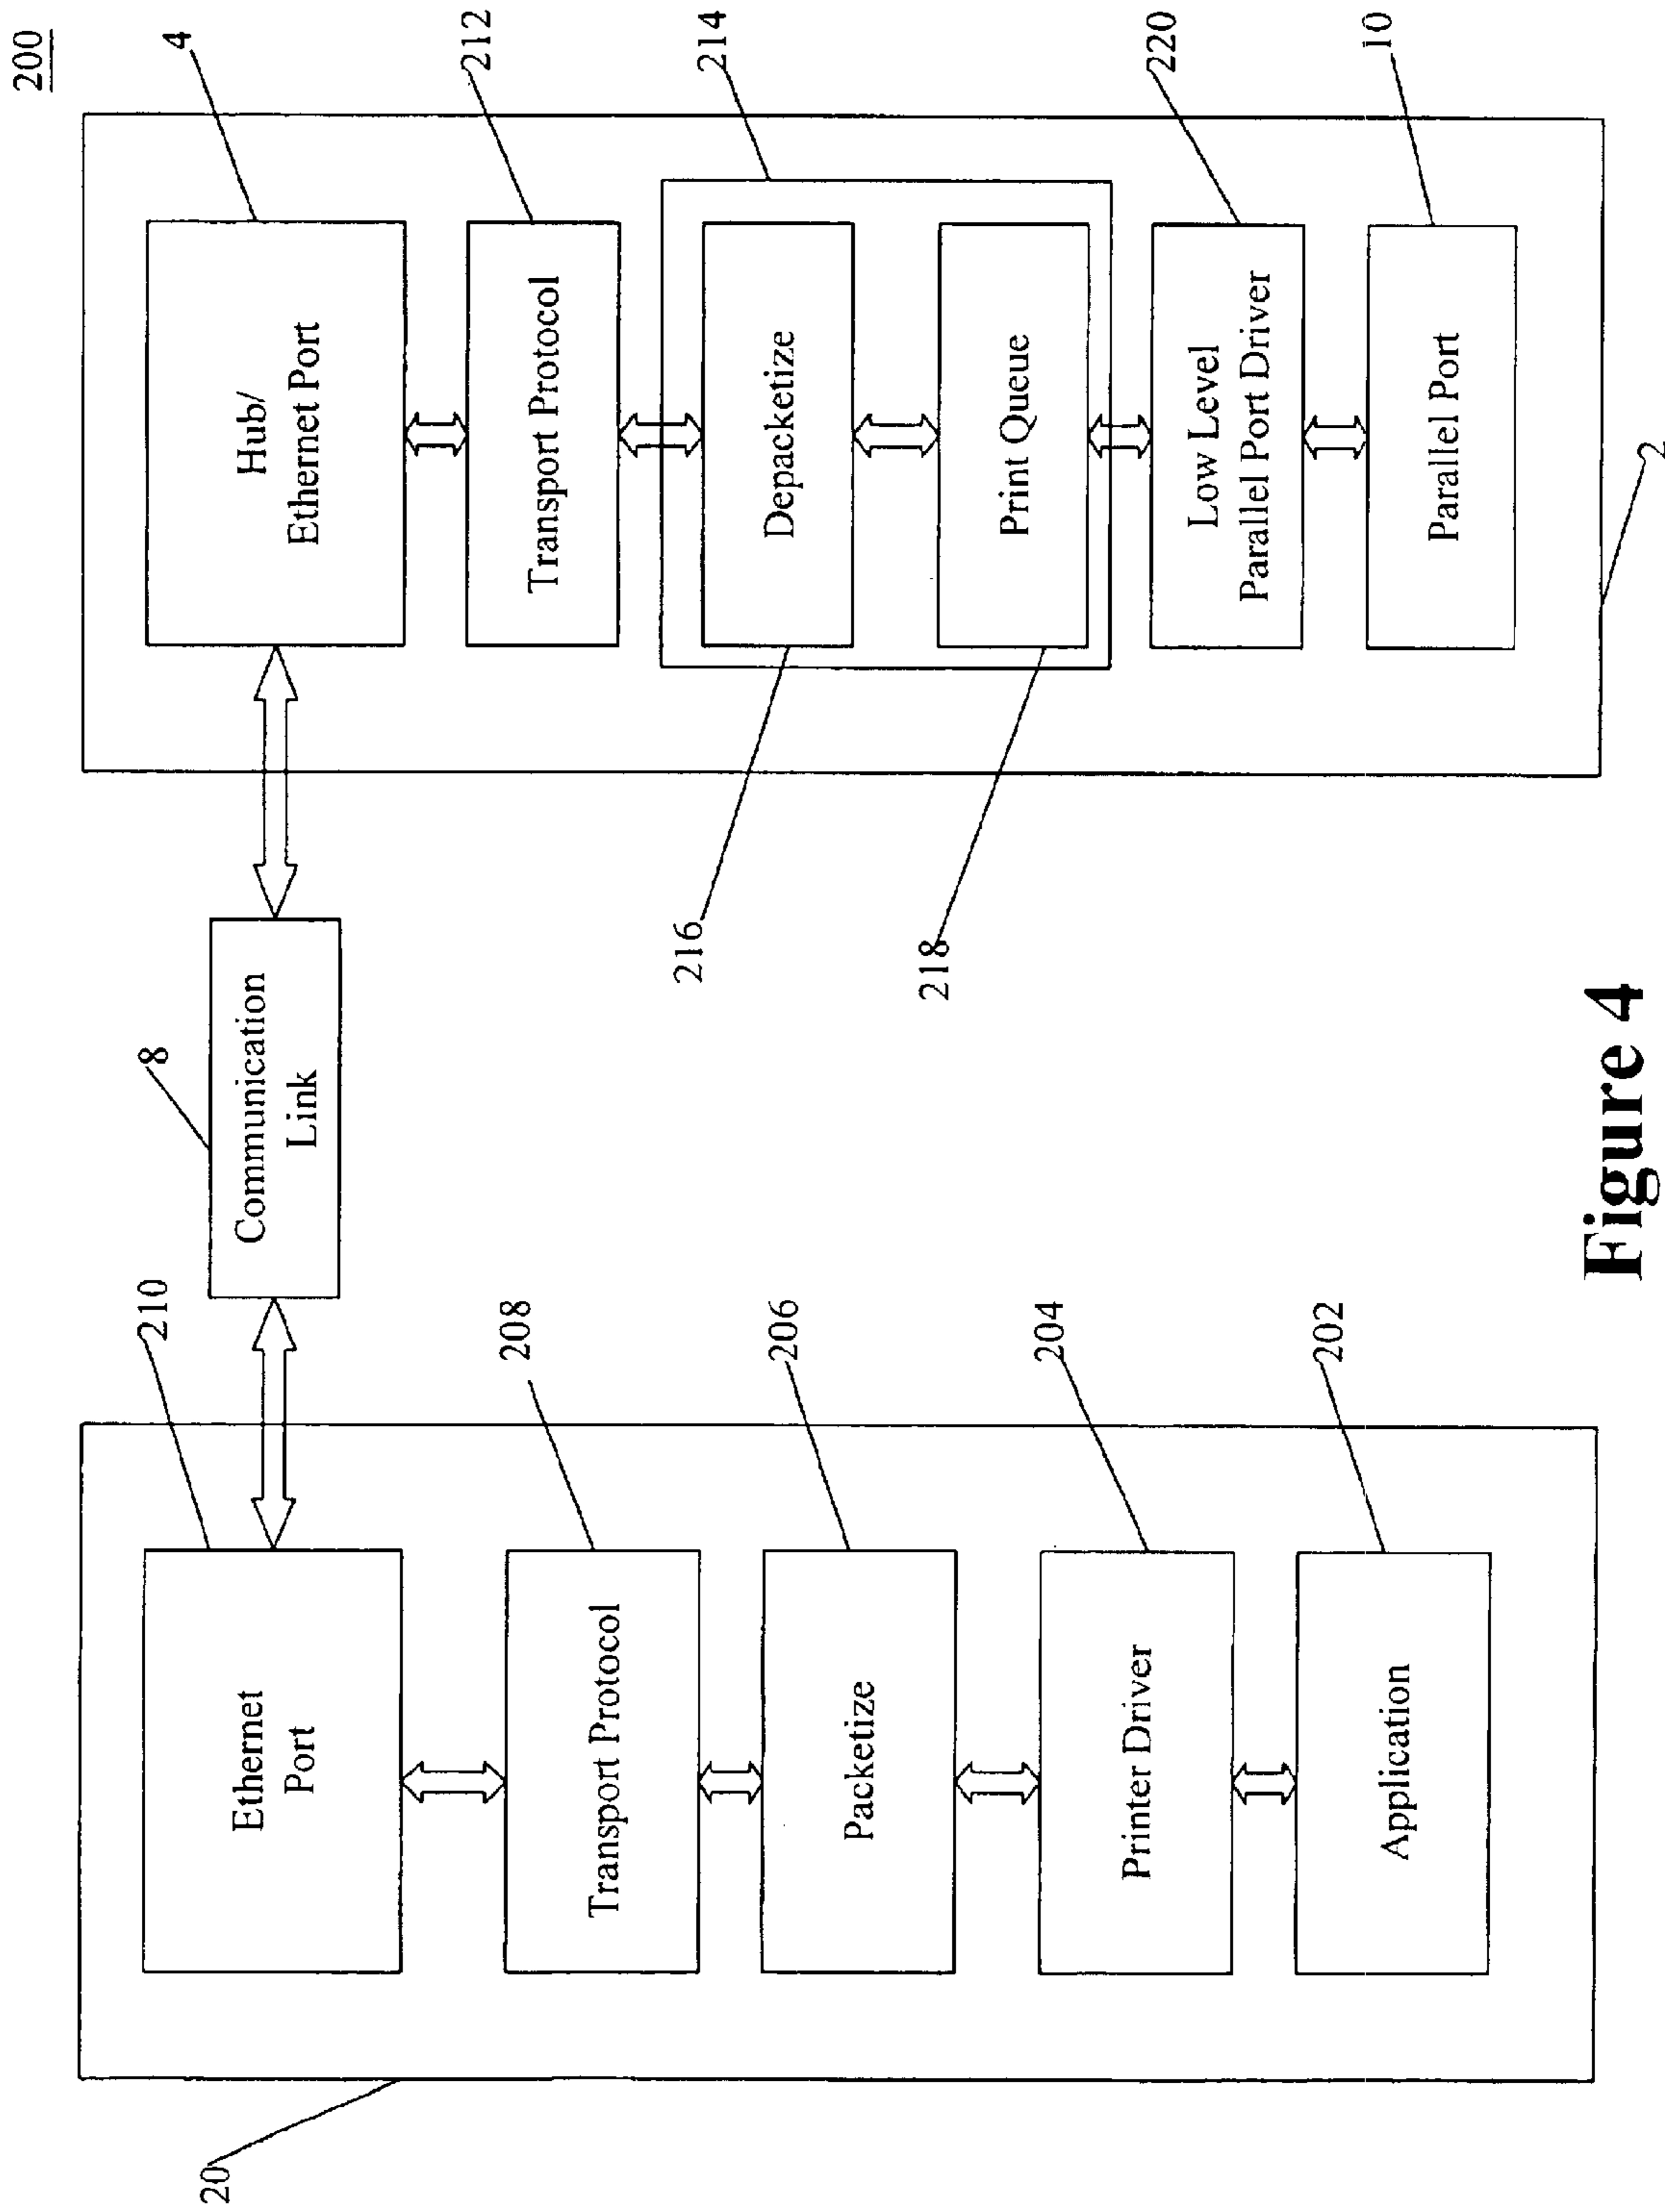 200
210
Ethernet
Port
208
Transport Protocol
206
Packetize
204
Printer Driver
202
Application
20
8
Communication
Link
4
Hub/
Ethernet Port
212
Transport Protocol
214
216
Depacketize
218
Print Queue
220
Low Level
Parallel Port Driver
10
Parallel Port
2
Figure 4